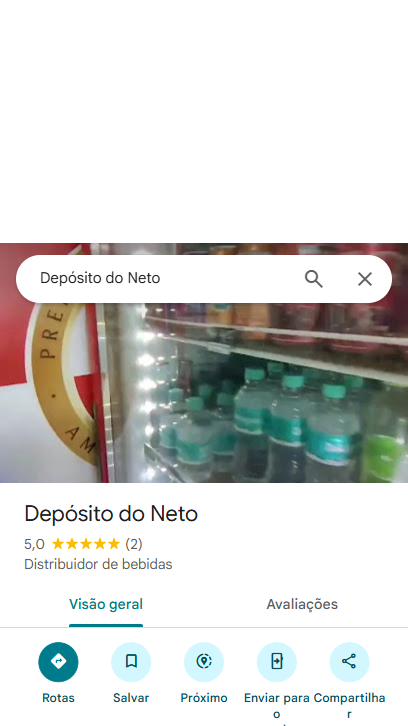 Depósito do Neto
PRE
AM
Depósito do Neto
5,0 (2)
Distribuidor de bebidas
Visão geral Avaliações
Rotas Salvar Próximo Enviar para o Compartilhar